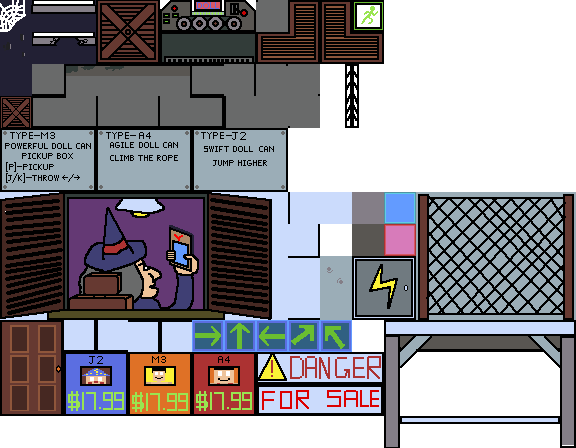 TYPE-M3
POWERFUL DOLL CAN
PICKUP BOX
[P]-PICKUP
[J/K]-THROW ←/→
TYPE-A4
AGILE DOLL CAN
CLIMB THE ROPE
TYPE-J2
SWIFT DOLL CAN
JUMP HIGHER
J2
$17.99
M3
$17.99
A4
$17.99
DANGER
FOR SALE